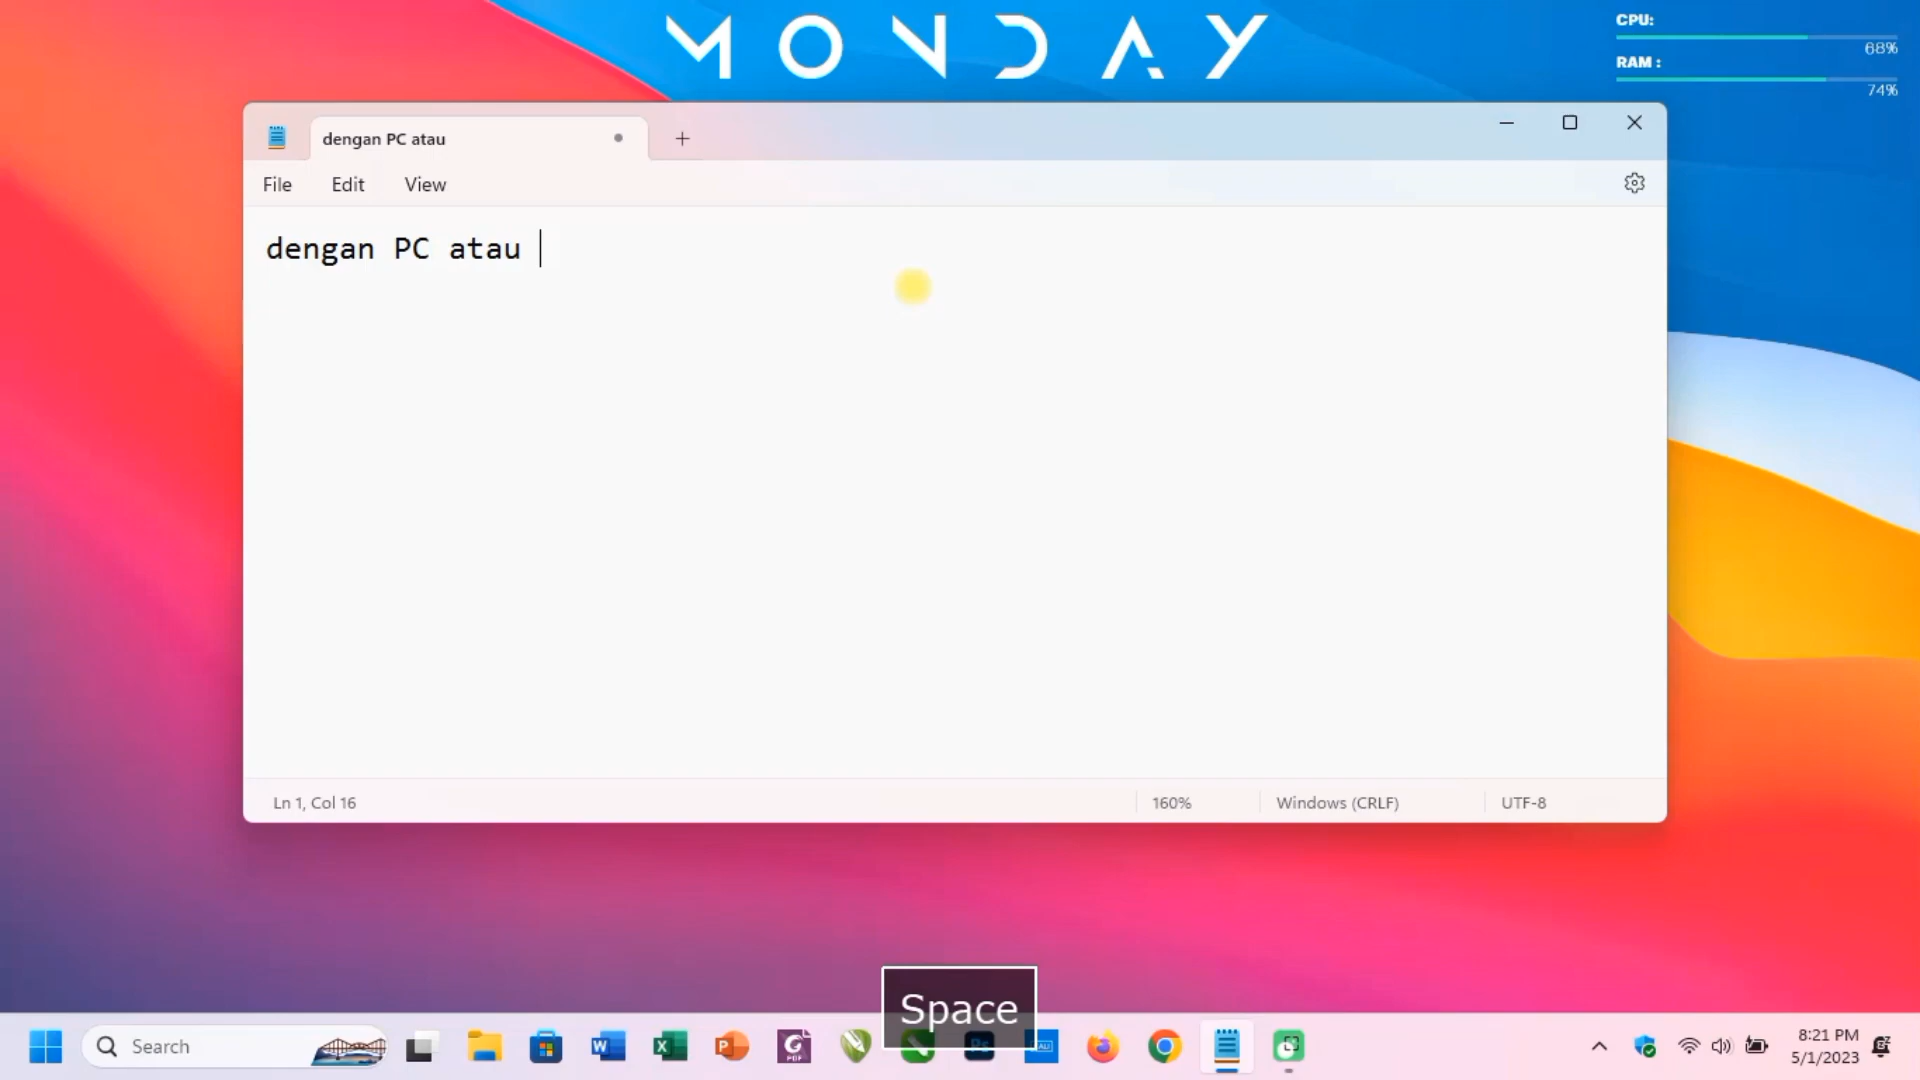 MONDAY
CPU:
68%
RAM :
74%
dengan PC atau
File Edit View
dengan PC atau
Ln 1, Col 16
160%
Windows (CRLF)
UTF-8
Space
Search
8:21 PM
5/1/2023